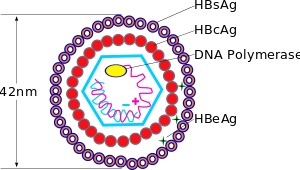 HBsAg
HBcAg
DNA Polymerase
42nm
- +
HBeAg